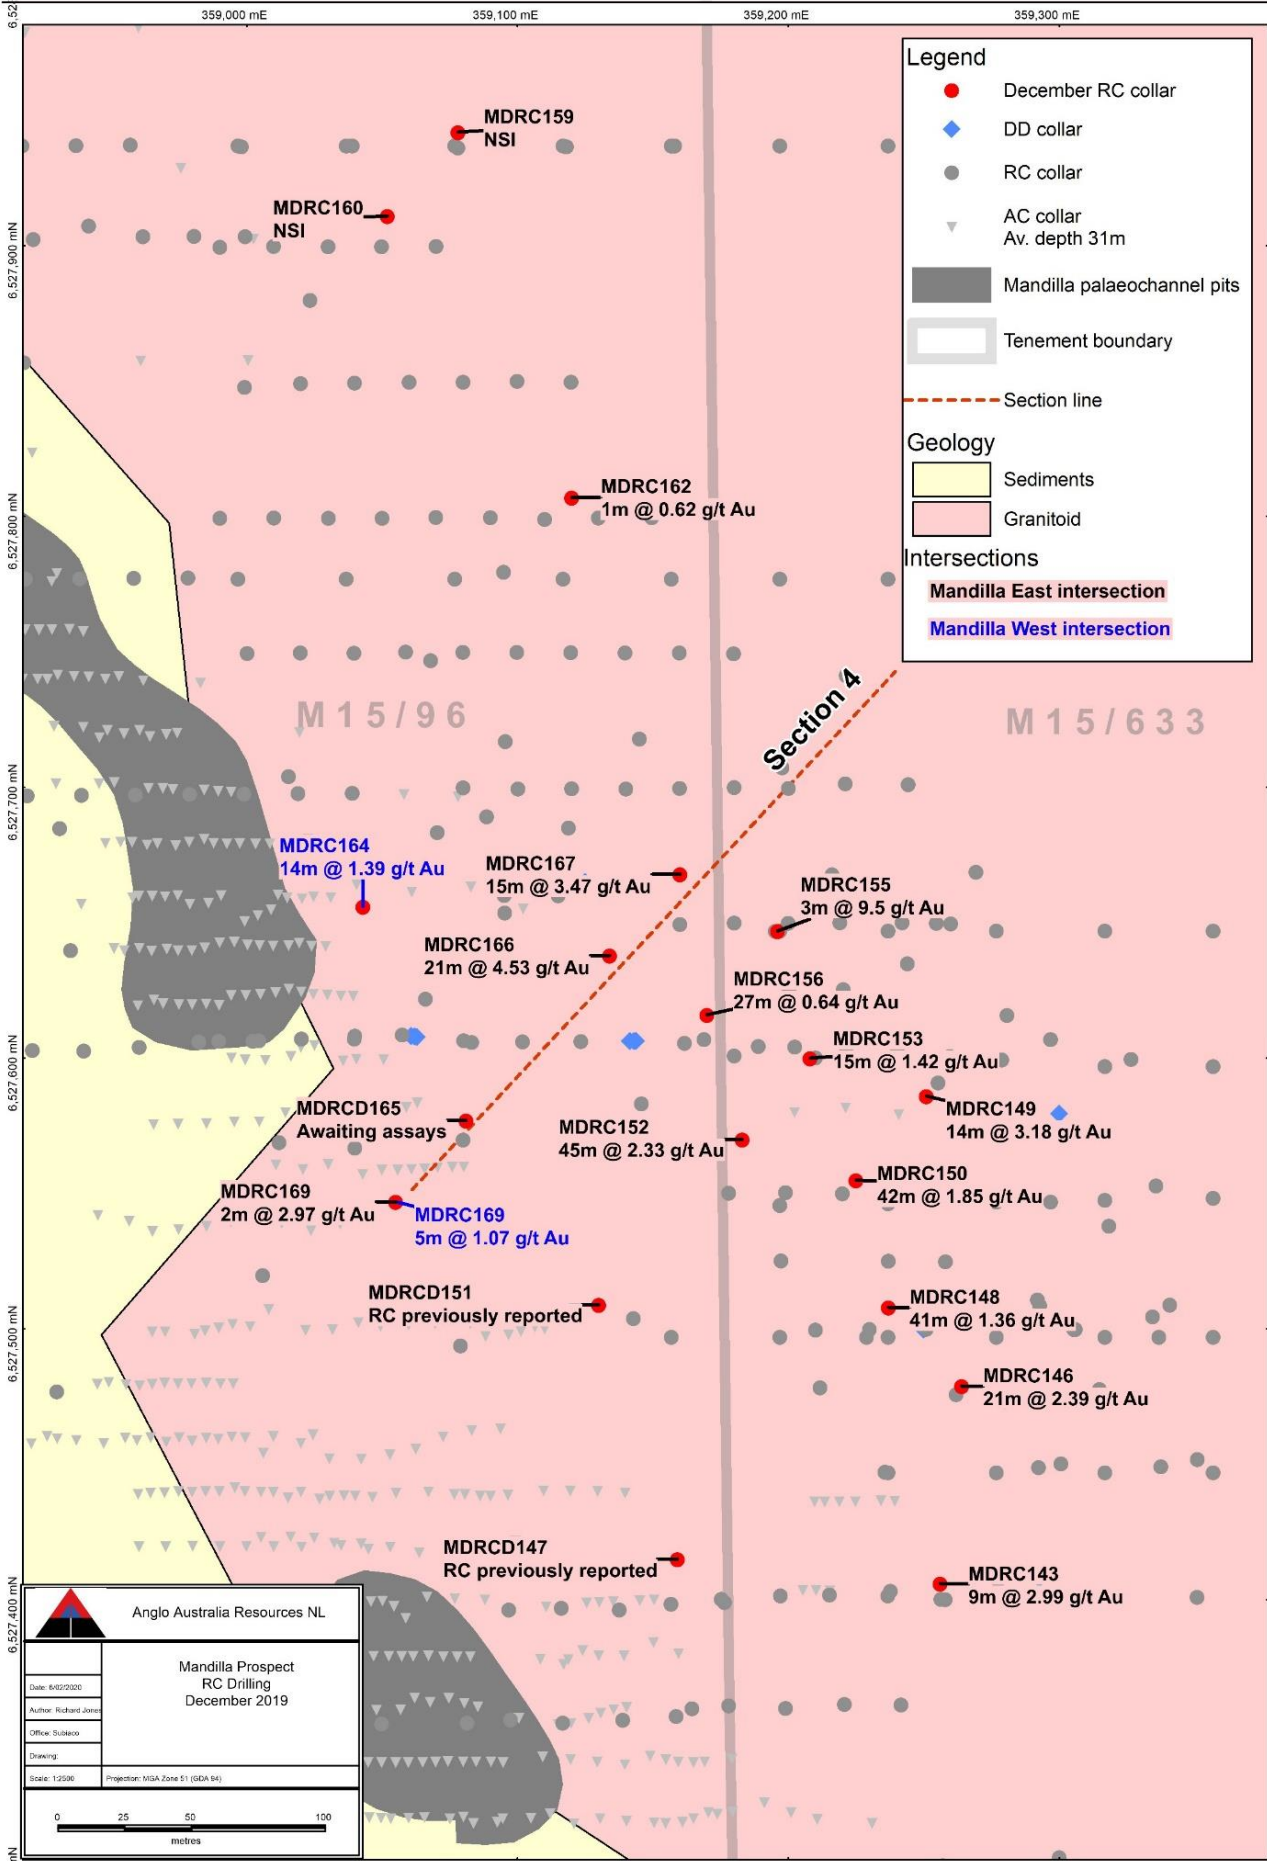 359,000 mE
359,100 mE
359,200 mE
359,300 mE
6,527,900 mN
6,527,800 mN
6,527,700 mN
6,527,600 mN
6,527,500 mN
6,527,400 mN
Legend
December RC collar
DD collar
RC collar
AC collar
Av. depth 31m
Mandilla palaeochannel pits
Tenement boundary
Section line
Geology
Sediments
Granitoid
Intersections
Mandilla East intersection
Mandilla West intersection
MDRC159
NSI
MDRC160
NSI
MDRC162
1m @ 0.62 g/t Au
M15/96
M15/633
Section 4
MDRC164
14m @ 1.39 g/t Au
MDRC167
15m @ 3.47 g/t Au
MDRC155
3m @ 9.5 g/t Au
MDRC166
21m @ 4.53 g/t Au
MDRC156
27m @ 0.64 g/t Au
MDRC153
15m @ 1.42 g/t Au
MDRCD165
Awaiting assays
MDRC149
14m @ 3.18 g/t Au
MDRC152
45m @ 2.33 g/t Au
MDRC150
42m @ 1.85 g/t Au
MDRC169
2m @ 2.97 g/t Au
MDRC169
5m @ 1.07 g/t Au
MDRCD151
RC previously reported
MDRC148
41m @ 1.36 g/t Au
MDRC146
21m @ 2.39 g/t Au
MDRCD147
RC previously reported
MDRC143
9m @ 2.99 g/t Au
Anglo Australia Resources NL
Mandilla Prospect
RC Drilling
December 2019
Date: 6/02/2020
Author: Richard Jones
Office: Subiaco
Drawing:
Scale: 1:2500
Projection: MGA Zone 51 (GDA 94)
0 25 50 100
metres